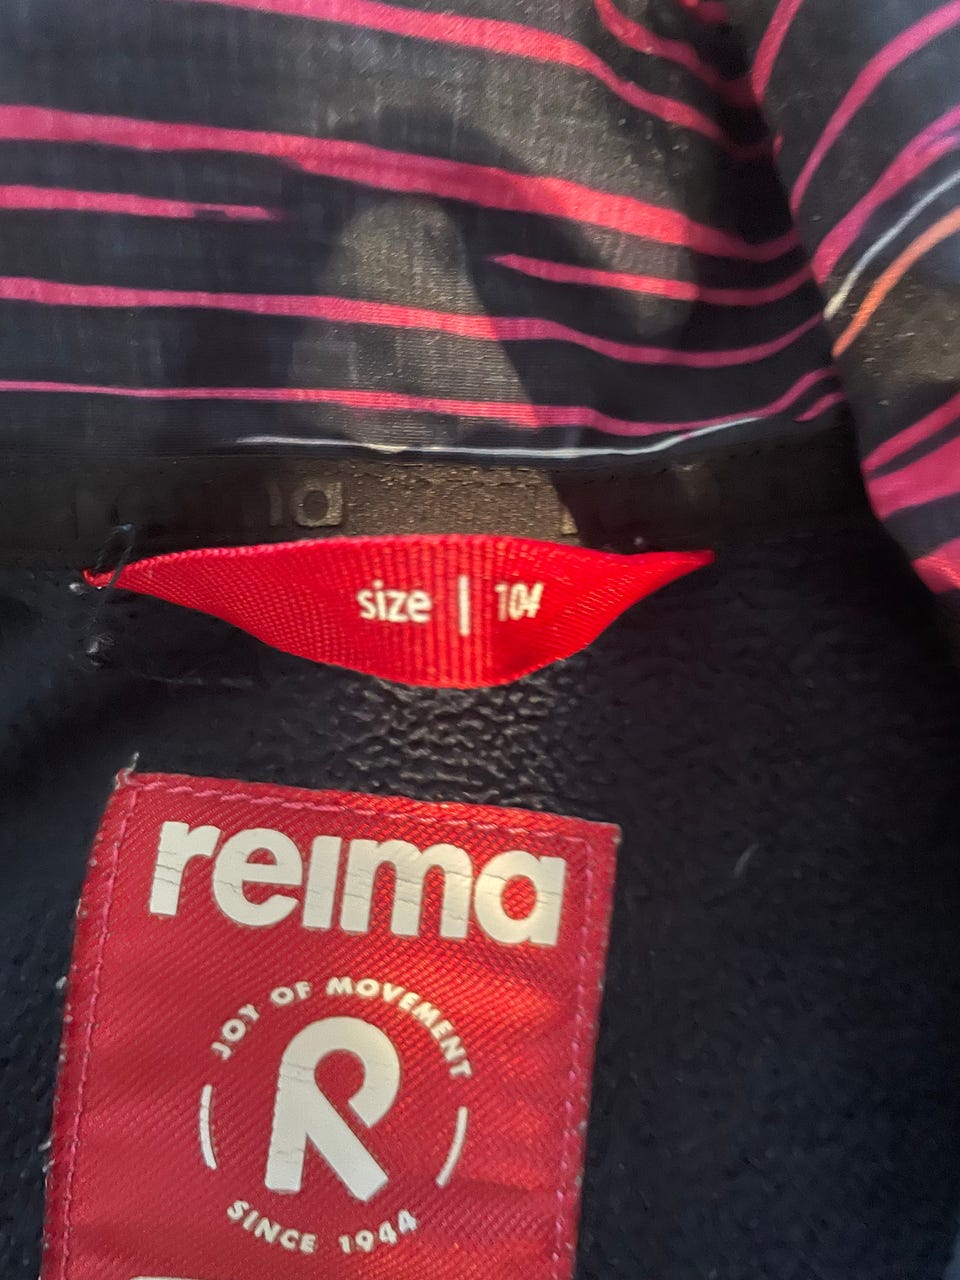 size | 104
reima
JOY OF MOVEMENT
SINCE 1944